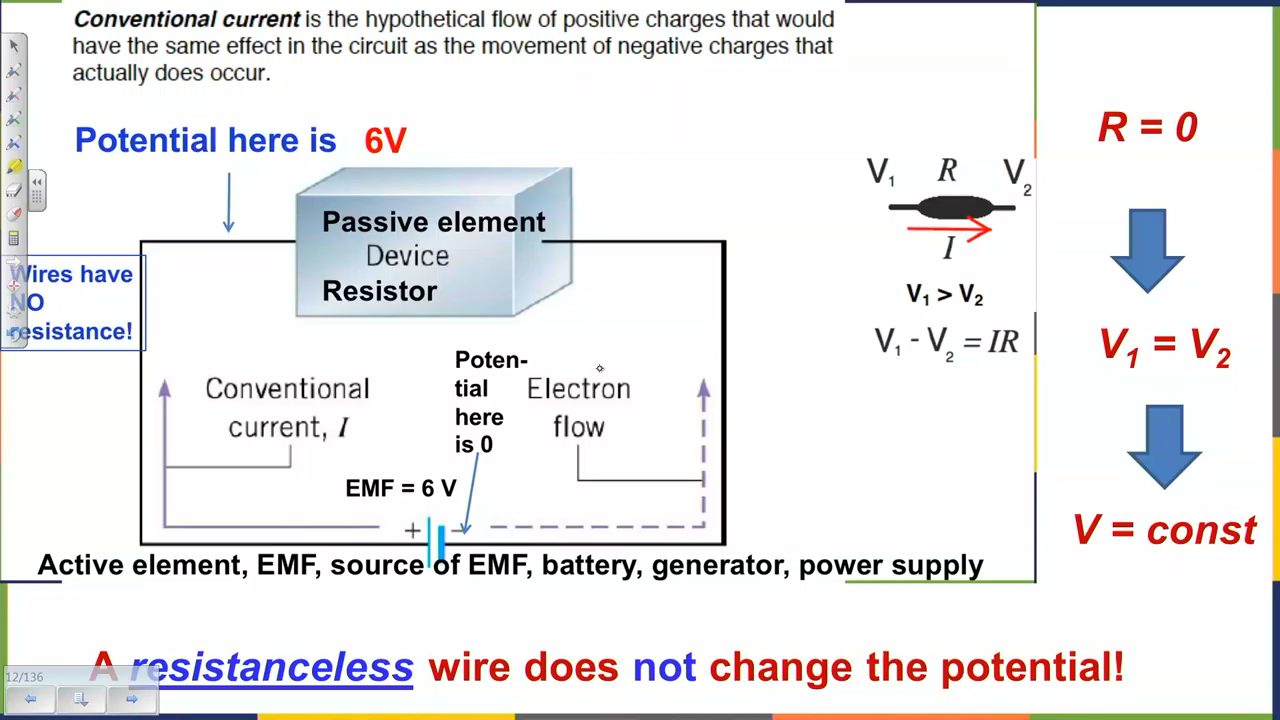 Conventional current is the hypothetical flow of positive charges that would
have the same effect in the circuit as the movement of negative charges that
actually does occur.
Potential here is 6V
Wires have
NO
resistance!
Passive element
Device
Resistor
Conventional
current, I
Poten-
tial
here
is 0
Electron
flow
EMF = 6 V
+ −
Active element, EMF, source of EMF, battery, generator, power supply
V1 R V2
I
V1 > V2
V1 - V2 = IR
R = 0
V1 = V2
V = const
A resistanceless wire does not change the potential!
12/136